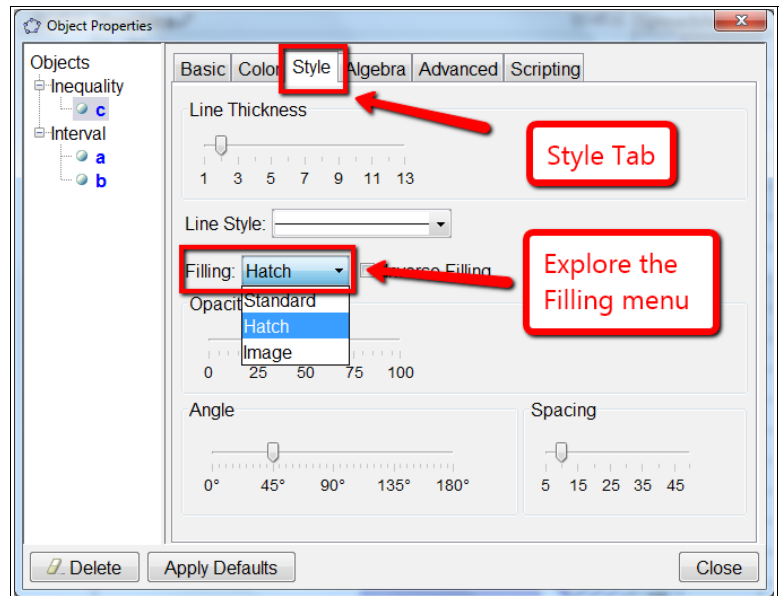 Object Properties
x
Objects
Inequality
c
Interval
a
b
Basic Color Style Algebra Advanced Scripting
Line Thickness
1 3 5 7 9 11 13
Style Tab
Line Style:
Filling: Hatch Inverse Filling
Standard
Hatch
Image
Explore the
Filling menu
Opacit
0 25 50 75 100
Angle
0° 45° 90° 135° 180°
Spacing
5 15 25 35 45
Delete
Apply Defaults
Close